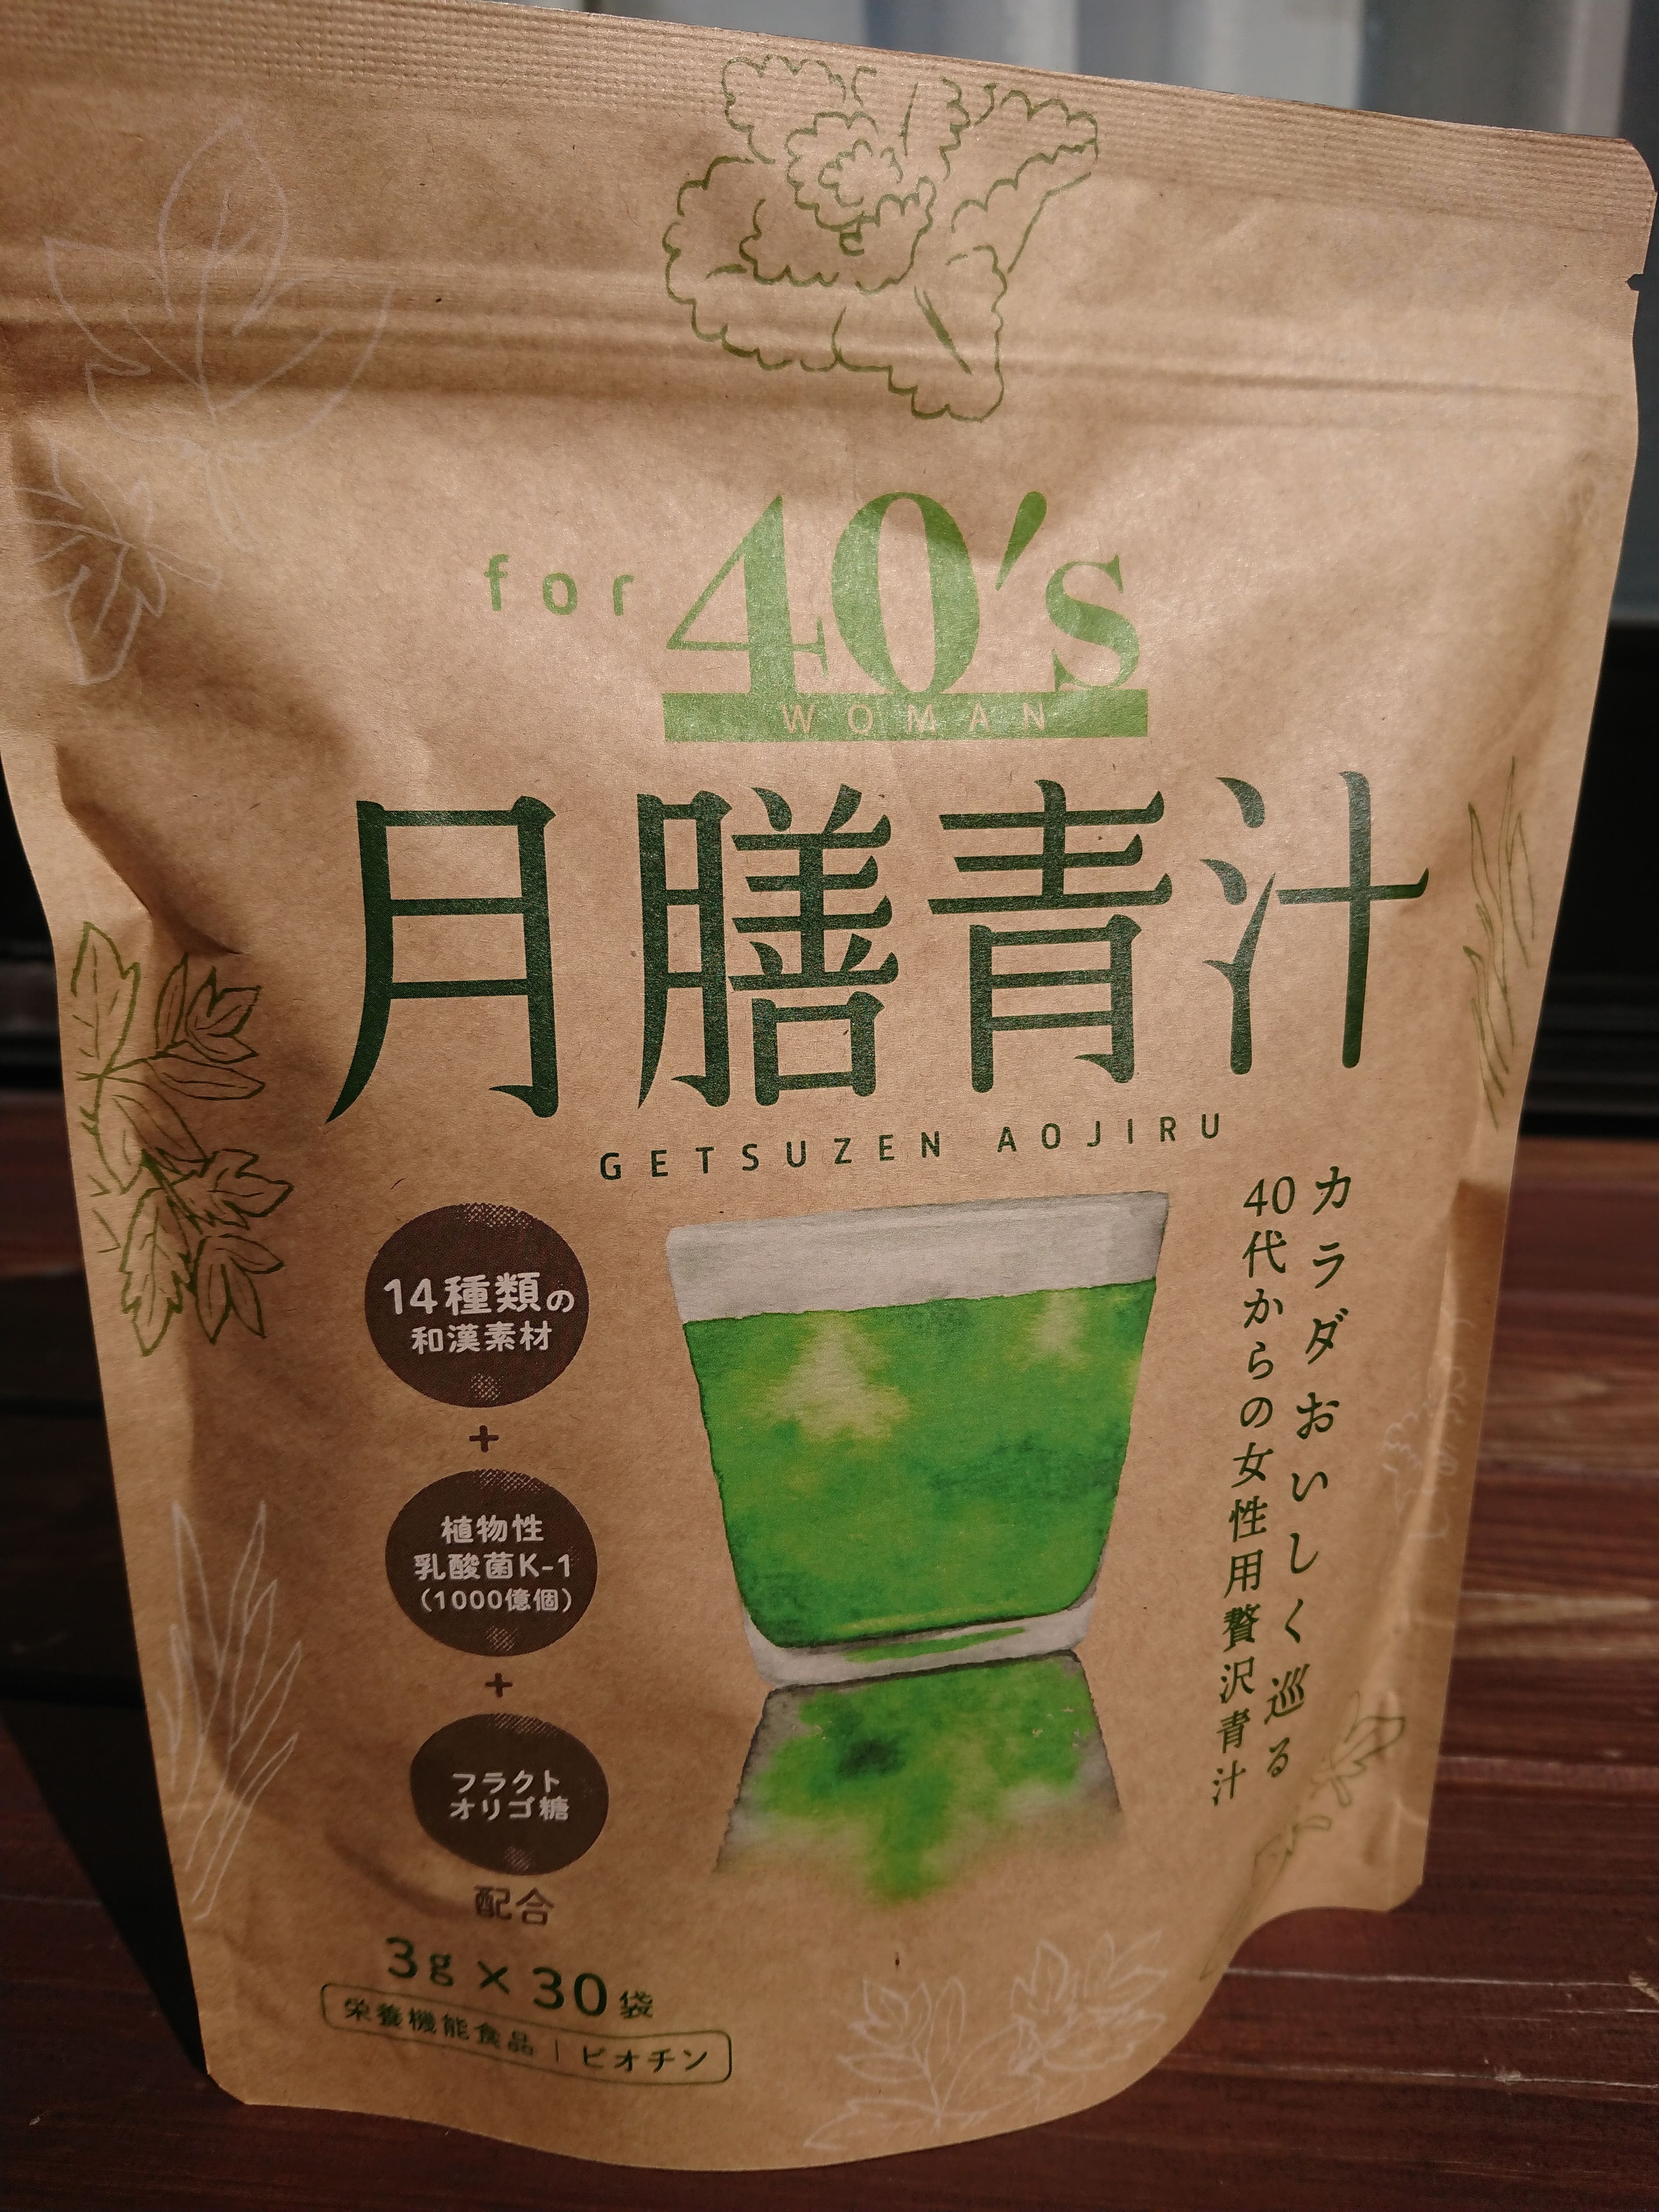 for 40's
WOMAN
月膳青汁
GETSUZEN AOJIRU
カラダおいしく巡る
40代からの女性用贅沢青汁
14種類の
和漢素材
+
植物性
乳酸菌K-1
(1000億個)
+
フラクト
オリゴ糖
配合
3g×30袋
栄養機能食品 | ビオチン